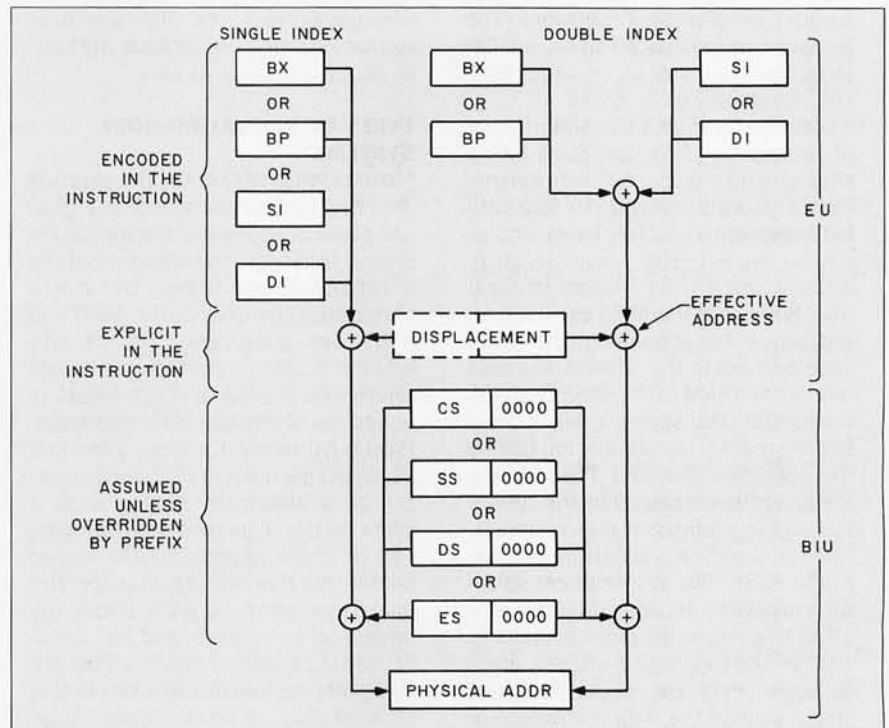 SINGLE INDEX
DOUBLE INDEX
BX
BX
SI
OR
OR
OR
BP
BP
DI
OR
SI
OR
DI
ENCODED
IN THE
INSTRUCTION
+
EU
EXPLICIT
IN THE
INSTRUCTION
+
DISPLACEMENT
+
EFFECTIVE
ADDRESS
CS 0000
OR
SS 0000
OR
DS 0000
OR
ES 0000
+
+
ASSUMED
UNLESS
OVERRIDDEN
BY PREFIX
BIU
PHYSICAL ADDR